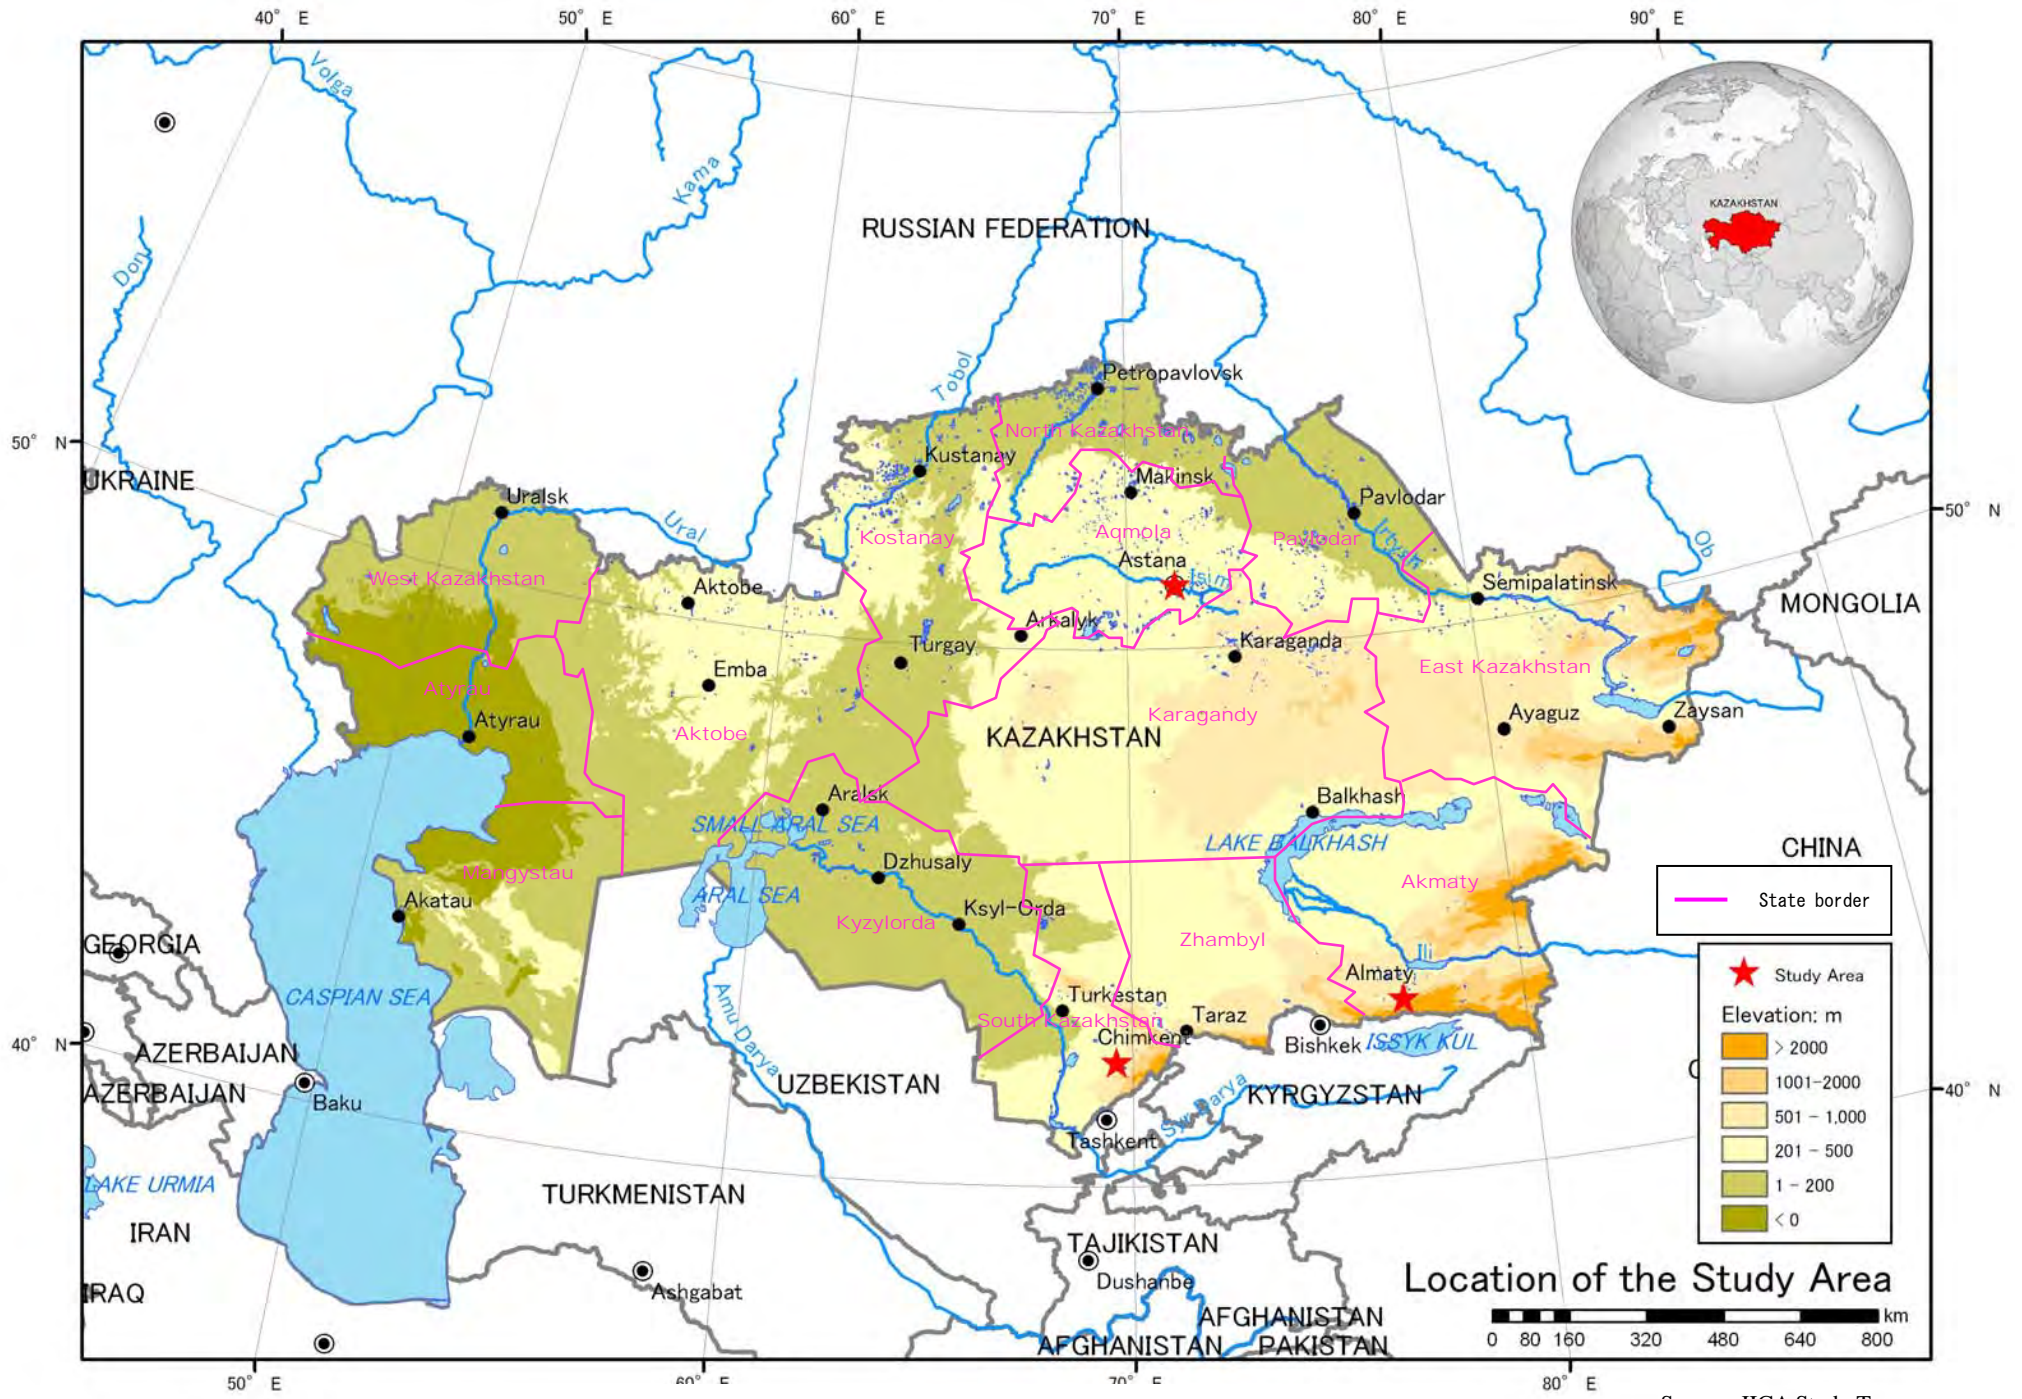 40° E 50° E 60° E 70° E 80° E 90° E
Volga
Kama
KAZAKHSTAN
Don
RUSSIAN FEDERATION
Tobol
Petropavlovsk
North Kazakhstan
50° N
Kustanay
UKRAINE
Makinsk
Uralsk
Pavlodar
50° N
Ural
Kostanay
Aqmola
Pavlodar
Irtysh
Ob
Astana
West Kazakhstan
Isim
Aktobe
Semipalatinsk
MONGOLIA
Arkalyk
Turgay
Karaganda
East Kazakhstan
Emba
Atyrau
Atyrau
Karagandy
Ayaguz
Zaysan
Aktobe
KAZAKHSTAN
Aralsk
Balkhash
SMALL ARAL SEA
LAKE BALKHASH
CHINA
Dzhusaly
Mangystau
Akmaty
ARAL SEA
Akatau
Ksyl-Orda
State border
Kyzylorda
Zhambyl
GEORGIA
Ili
Almaty
Study Area
CASPIAN SEA
Turkestan
Amu Darya
South Kazakhstan
Taraz
Elevation: m
Chimkent
Bishkek
ISSYK KUL
> 2000
40° N
AZERBAIJAN
C
UZBEKISTAN
1001-2000
AZERBAIJAN
Baku
KYRGYZSTAN
40° N
Syr Darya
501 - 1,000
Tashkent
201 - 500
LAKE URMIA
TURKMENISTAN
1 - 200
IRAN
< 0
TAJIKISTAN
Dushanbe
Location of the Study Area
IRAQ
Ashgabat
AFGHANISTAN
km
AFGHANISTAN
PAKISTAN
0 80 160 320 480 640 800
50° E 60° E 70° E 80° E